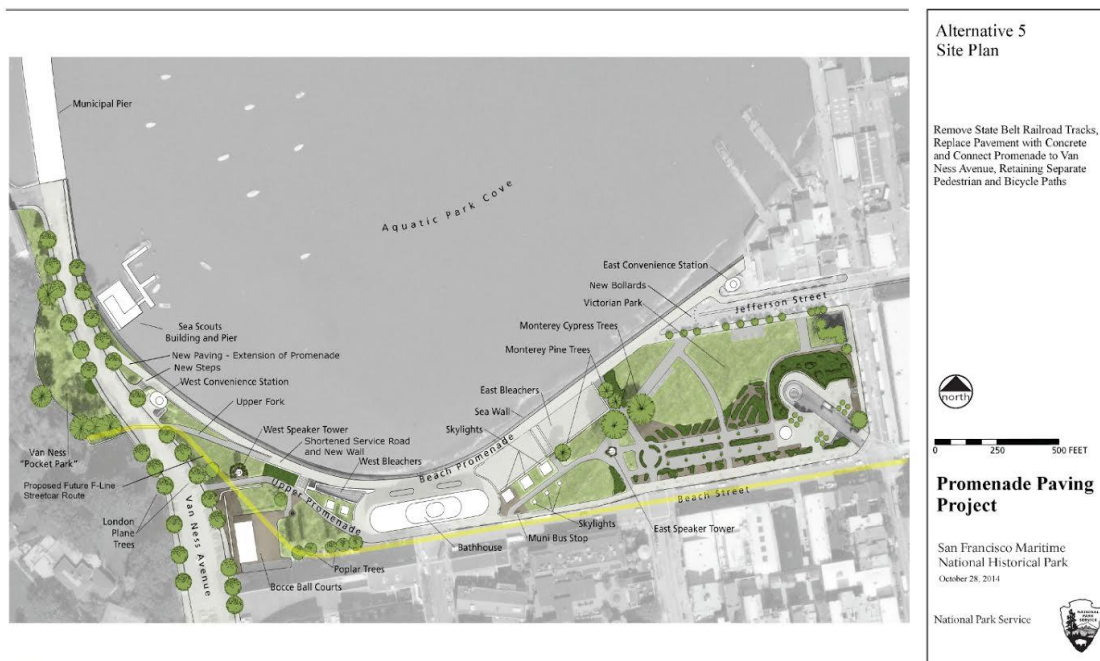 Municipal Pier
Aquatic Park Cove
Sea Scouts
Building and Pier
New Paving - Extension of Promenade
New Steps
West Convenience Station
Upper Fork
West Speaker Tower
Shortened Service Road
and New Wall
West Bleachers
Van Ness
"Pocket Park"
Proposed Future F-Line
Streetcar Route
London
Plane
Trees
Van Ness Avenue
Upper Promenade
Bocce Ball Courts
Poplar Trees
Bathhouse
Beach Promenade
Skylights
Sea Wall
East Bleachers
Monterey Pine Trees
Monterey Cypress Trees
Victorian Park
New Bollards
East Convenience Station
Jefferson Street
Beach Street
Skylights
Muni Bus Stop
East Speaker Tower
Alternative 5
Site Plan
Remove State Belt Railroad Tracks,
Replace Pavement with Concrete
and Connect Promenade to Van
Ness Avenue, Retaining Separate
Pedestrian and Bicycle Paths
north
0 250 500 FEET
Promenade Paving
Project
San Francisco Maritime
National Historical Park
October 28, 2014
National Park Service
NATIONAL
PARK
SERVICE